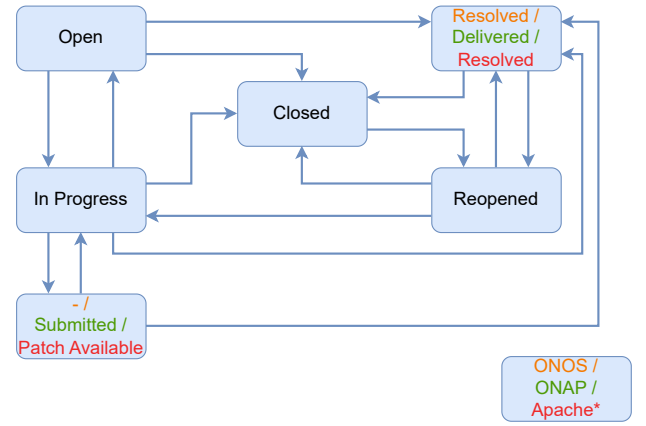 Open
Resolved /
Delivered /
Resolved
Closed
In Progress
Reopened
- /
Submitted /
Patch Available
ONOS /
ONAP /
Apache*